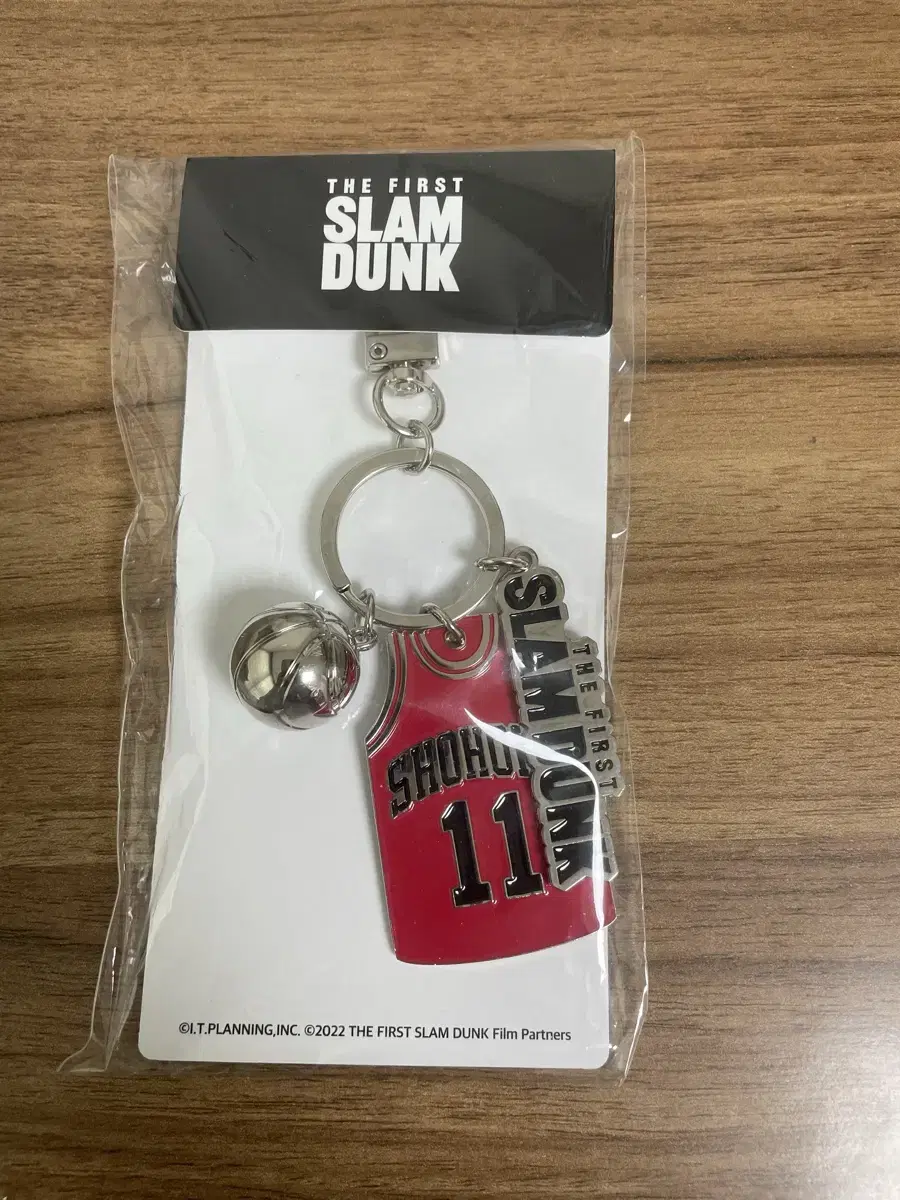 THE FIRST
SLAM
DUNK
THE FIRST
SLAM DUNK
11
©I.T.PLANNING,INC. ©2022 THE FIRST SLAM DUNK Film Partners